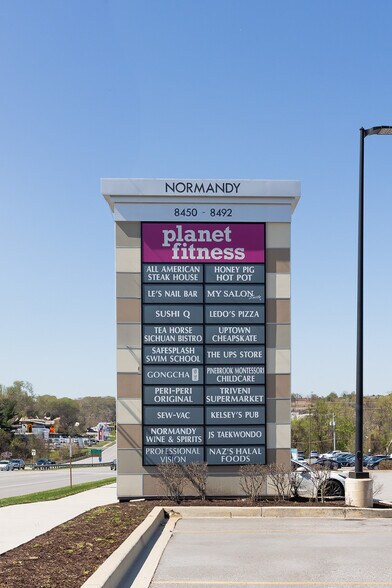 NORMANDY
8450 - 8492
planet
fitness
ALL AMERICAN
STEAK HOUSE
HONEY PIG
HOT POT
LE'S NAIL BAR
MY SALON
SUSHI Q
LEDO'S PIZZA
TEA HORSE
SICHUAN BISTRO
UPTOWN
CHEAPSKATE
SAFESPLASH
SWIM SCHOOL
THE UPS STORE
GONGCHA
PINEBROOK MONTESSORI
CHILDCARE
PERI-PERI
ORIGINAL
TRIVENI
SUPERMARKET
SEW-VAC
KELSEY'S PUB
NORMANDY
WINE & SPIRITS
JS TAEKWONDO
PROFESSIONAL
VISION
NAZ'S HALAL
FOODS